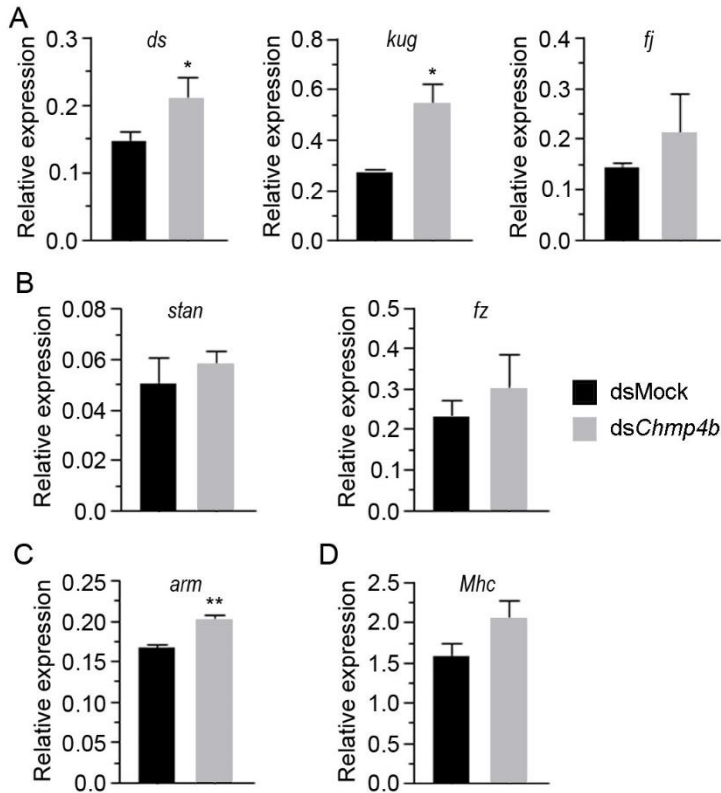 A
ds
kug
fj
Relative expression
0.3
0.2
0.1
0.0
*
Relative expression
0.8
0.6
0.4
0.2
0.0
*
Relative expression
0.4
0.3
0.2
0.1
0.0
B
stan
fz
Relative expression
0.08
0.06
0.04
0.02
0.0
Relative expression
0.5
0.4
0.3
0.2
0.1
0.0
dsMock
dsChmp4b
C
arm
D
Mhc
Relative expression
0.25
0.20
0.15
0.10
0.05
0.00
**
Relative expression
2.5
2.0
1.5
1.0
0.5
0.0